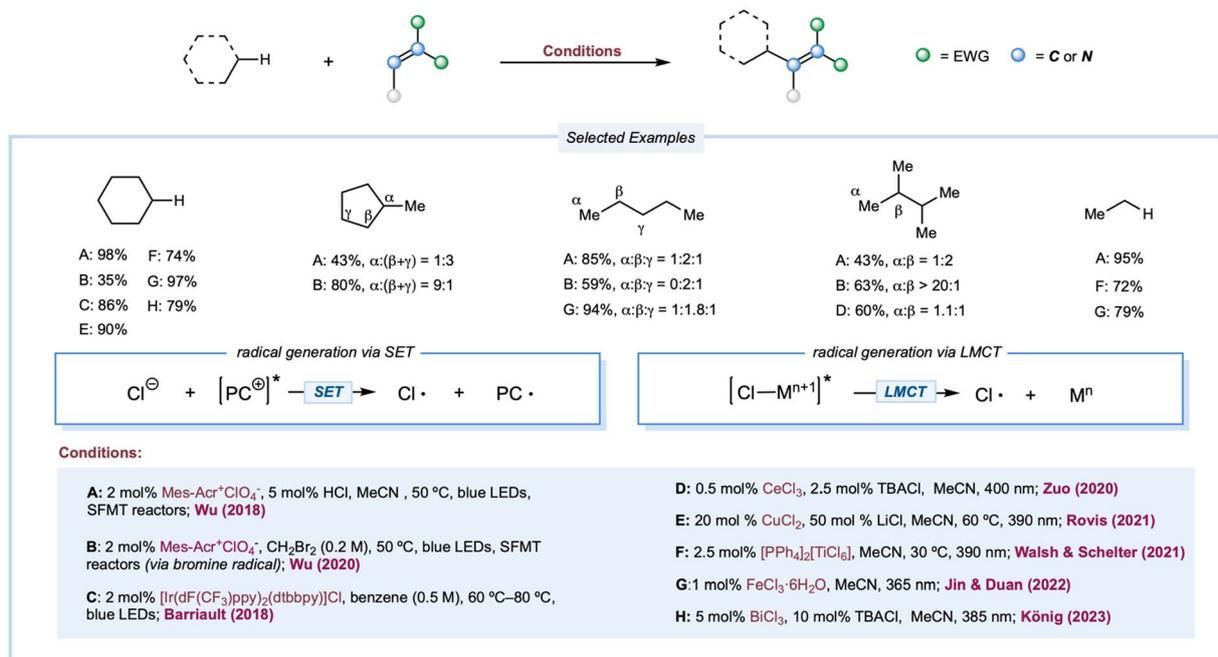 H
+
Conditions
= EWG
= C or N
Selected Examples
H
A: 98% F: 74%
B: 35% G: 97%
C: 86% H: 79%
E: 90%
α
Me
γ β
A: 43%, α:(β+γ) = 1:3
B: 80%, α:(β+γ) = 9:1
α β
Me Me
γ
A: 85%, α:β:γ = 1:2:1
B: 59%, α:β:γ = 0:2:1
G: 94%, α:β:γ = 1:1.8:1
Me
α Me
Me β
Me
A: 43%, α:β = 1:2
B: 63%, α:β > 20:1
D: 60%, α:β = 1.1:1
Me H
A: 95%
F: 72%
G: 79%
radical generation via SET
Cl⊖ + [PC⊕]* SET Cl· + PC·
radical generation via LMCT
[Cl—Mⁿ⁺¹]* LMCT Cl· + Mⁿ
Conditions:
A: 2 mol% Mes-Acr⁺ClO₄⁻, 5 mol% HCl, MeCN , 50 ºC, blue LEDs,
SFMT reactors; Wu (2018)
B: 2 mol% Mes-Acr⁺ClO₄⁻, CH₂Br₂ (0.2 M), 50 ºC, blue LEDs, SFMT
reactors (via bromine radical); Wu (2020)
C: 2 mol% [Ir(dF(CF₃)ppy)₂(dtbbpy)]Cl, benzene (0.5 M), 60 ºC–80 ºC,
blue LEDs; Barriault (2018)
D: 0.5 mol% CeCl₃, 2.5 mol% TBACl, MeCN, 400 nm; Zuo (2020)
E: 20 mol % CuCl₂, 50 mol % LiCl, MeCN, 60 ºC, 390 nm; Rovis (2021)
F: 2.5 mol% [PPh₄]₂[TiCl₆], MeCN, 30 ºC, 390 nm; Walsh & Schelter (2021)
G:1 mol% FeCl₃·6H₂O, MeCN, 365 nm; Jin & Duan (2022)
H: 5 mol% BiCl₃, 10 mol% TBACl, MeCN, 385 nm; König (2023)